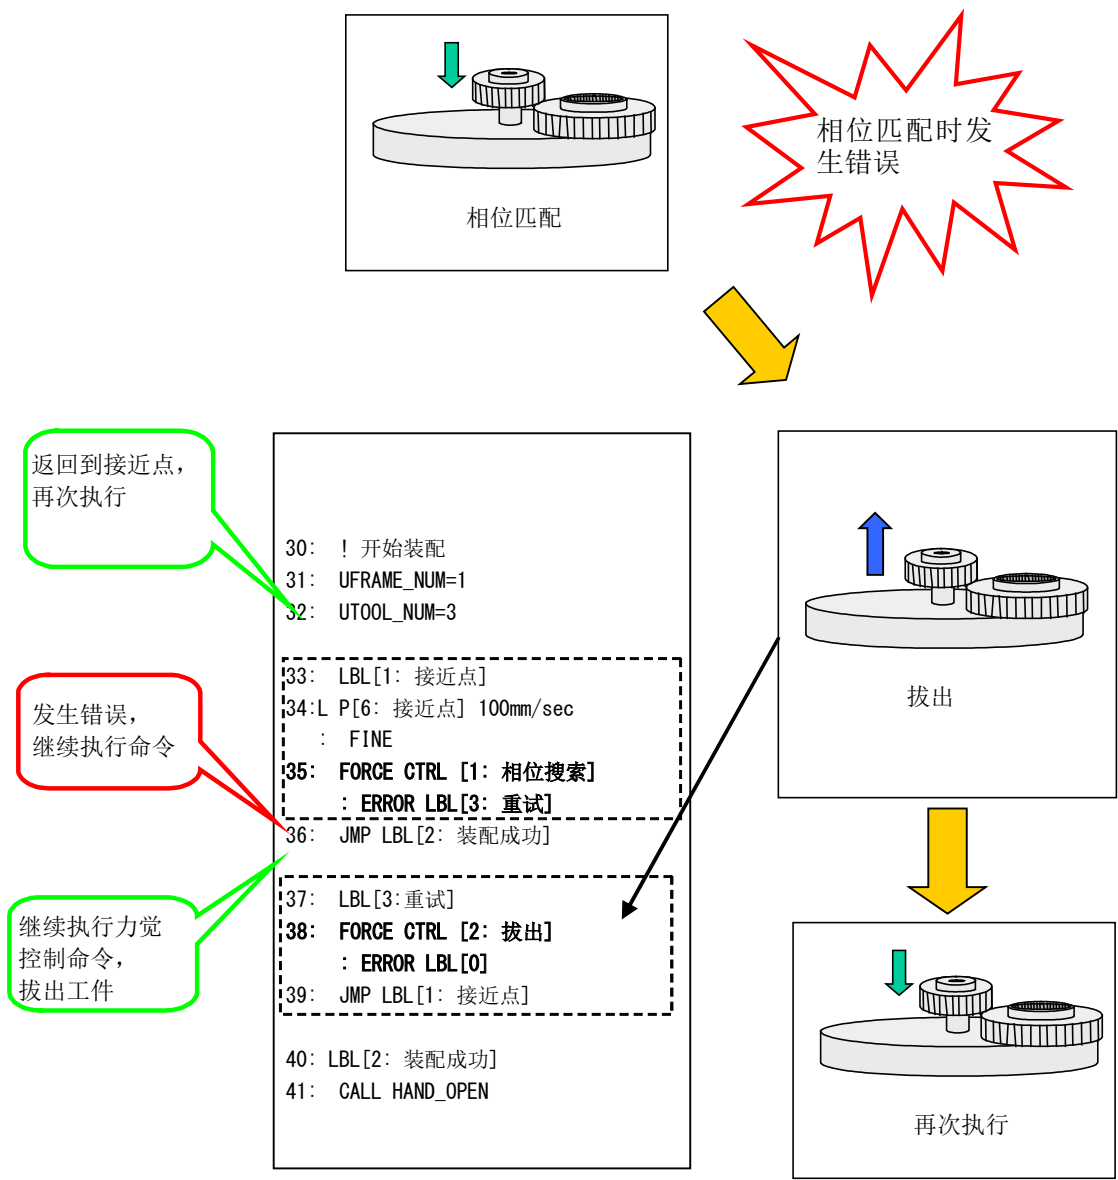 相位匹配时发
生错误
相位匹配
返回到接近点，
再次执行
30： ！开始装配
31： UFRAME_NUM=1
32： UTOOL_NUM=3
33： LBL[1：接近点]
34:L P[6：接近点] 100mm/sec
： FINE
35： FORCE CTRL [1：相位搜索]
：ERROR LBL[3：重试]
36： JMP LBL[2：装配成功]
37： LBL[3:重试]
38： FORCE CTRL [2：拔出]
：ERROR LBL[0]
39： JMP LBL[1：接近点]
40：LBL[2：装配成功]
41： CALL HAND_OPEN
发生错误，
继续执行命令
继续执行力觉
控制命令，
拔出工件
拔出
再次执行